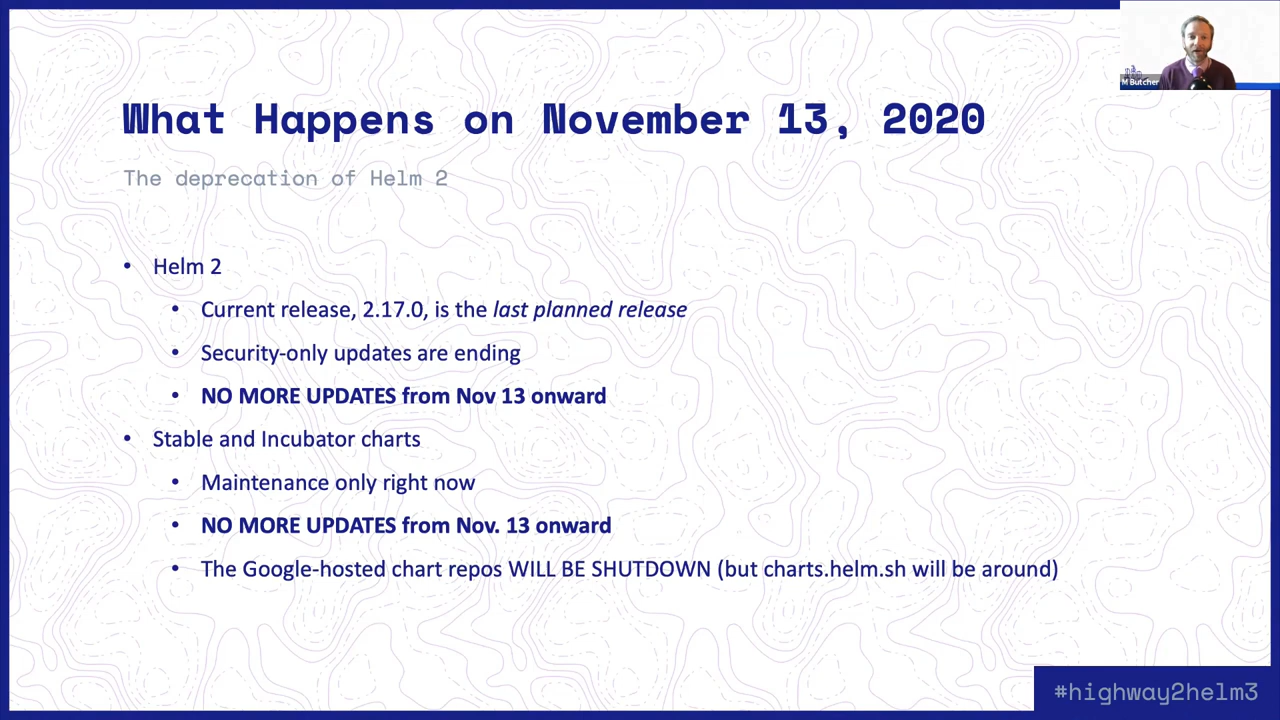 M Butcher
What Happens on November 13, 2020
The deprecation of Helm 2
• Helm 2
• Current release, 2.17.0, is the last planned release
• Security-only updates are ending
• NO MORE UPDATES from Nov 13 onward
• Stable and Incubator charts
• Maintenance only right now
• NO MORE UPDATES from Nov. 13 onward
• The Google-hosted chart repos WILL BE SHUTDOWN (but charts.helm.sh will be around)
#highway2helm3